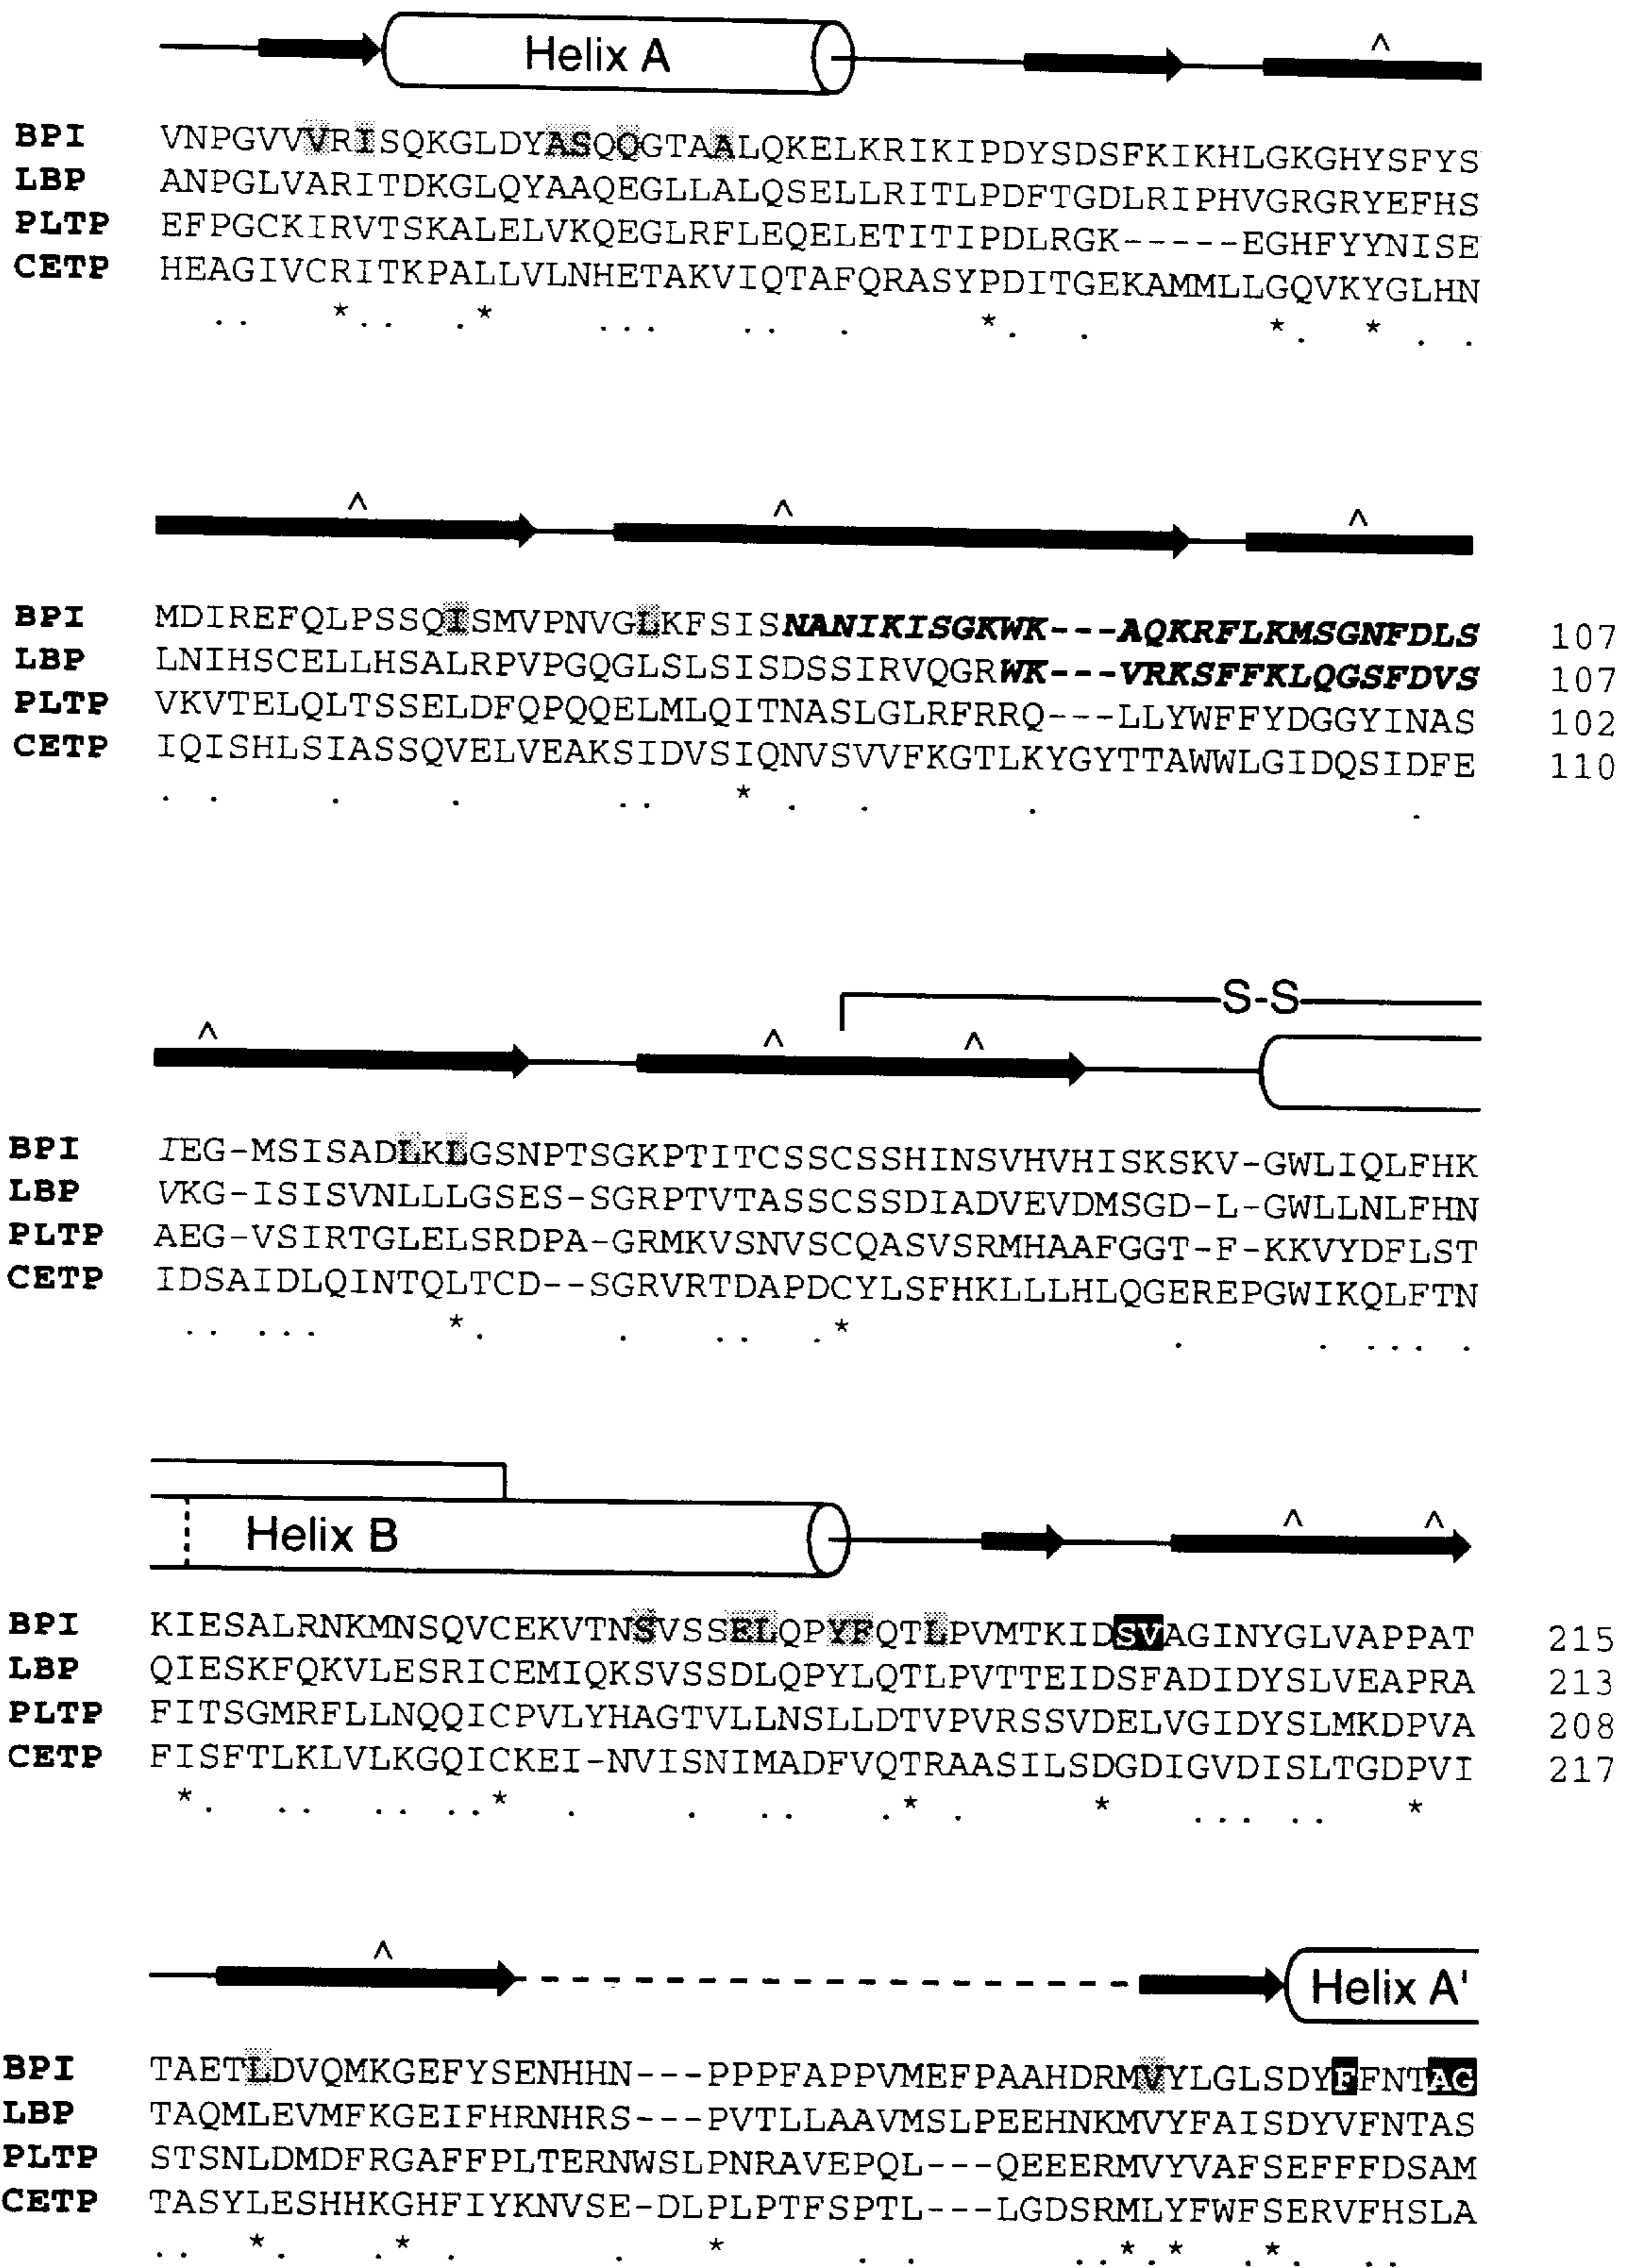 Helix A ^
BPI VNPGVVVRISQKGLDYASQQGTAALQKELKRIKIPDYSDSFKIKHLGKGHYSFYS
LBP ANPGLVARITDKGLQYAAQEGLLALQSELLRITLPDFTGDLRIPHVGRGRYEFHS
PLTP EFPGCKIRVTSKALELVKQEGLRFLEQELETITIPDLRGK-----EGHFYYNISE
CETP HEAGIVCRITKPALLVLNHETAKVIQTAFQRASYPDITGEKAMMLLGQVKYGLHN
. . * . . . * . . . . . . * . . * . * . .
^ ^ ^
BPI MDIREFQLPSSQISMVPNVGLKFSISNANIKISGKWK---AQKRFLKMSGNFDLS 107
LBP LNIHSCELLHSALRPVPGQGLSLSISDSSIRVQGRWK---VRKSFFKLQGSFDVS 107
PLTP VKVTELQLTSSELDFQPQQELMLQITNASLGLRFRRQ---LLYWFFYDGGYINAS 102
CETP IQISHLSIASSQVELVEAKSIDVSIQNVSVVFKGTLKYGYTTAWWLGIDQSIDFE 110
. . . . . . * . . . .
S-S
^ ^ ^
BPI IEG-MSISADLKLGSNPTSGKPTITCSSCSSHINSVHVHISKSKV-GWLIQLFHK
LBP VKG-ISISVNLLLGSES-SGRPTVTASSCSSDIADVEVDMSGD-L-GWLLNLFHN
PLTP AEG-VSIRTGLELSRDPA-GRMKVSNVSCQASVSRMHAAFGGT-F-KKVYDFLST
CETP IDSAIDLQINTQLTCD--SGRVRTDAPDCYLSFHKLLLHLQGEREPGWIKQLFTN
. . . . . * . . . . . * . . . . . .
Helix B ^ ^
BPI KIESALRNKMNSQVCEKVTNSVSSELQPYFQTLPVMTKIDSVAGINYGLVAPPAT 215
LBP QIESKFQKVLESRICEMIQKSVSSDLQPYLQTLPVTTEIDSFADIDYSLVEAPRA 213
PLTP FITSGMRFLLNQQICPVLYHAGTVLLNSLLDTVPVRSSVDELVGIDYSLMKDPVA 208
CETP FISFTLKLVLKGQICKEI-NVISNIMADFVQTRAASILSDGDIGVDISLTGDPVI 217
* . . . . . . . * . . . . . * . * . . . . . *
^
Helix A'
BPI TAETLDVQMKGEFYSENHHN---PPPFAPPVMEFPAAHDRMVYLGLSDYFFNTAG
LBP TAQMLEVMFKGEIFHRNHRS---PVTLLAAVMSLPEEHNKMVYFAISDYVFNTAS
PLTP STSNLDMDFRGAFFPLTERNWSLPNRAVEPQL---QEEERMVYVAFSEFFFDSAM
CETP TASYLESHHKGHFIYKNVSE-DLPLPTFSPTL---LGDSRMLYFWFSERVFHSLA
. . * . . * . . * . . . . * * . * . . .